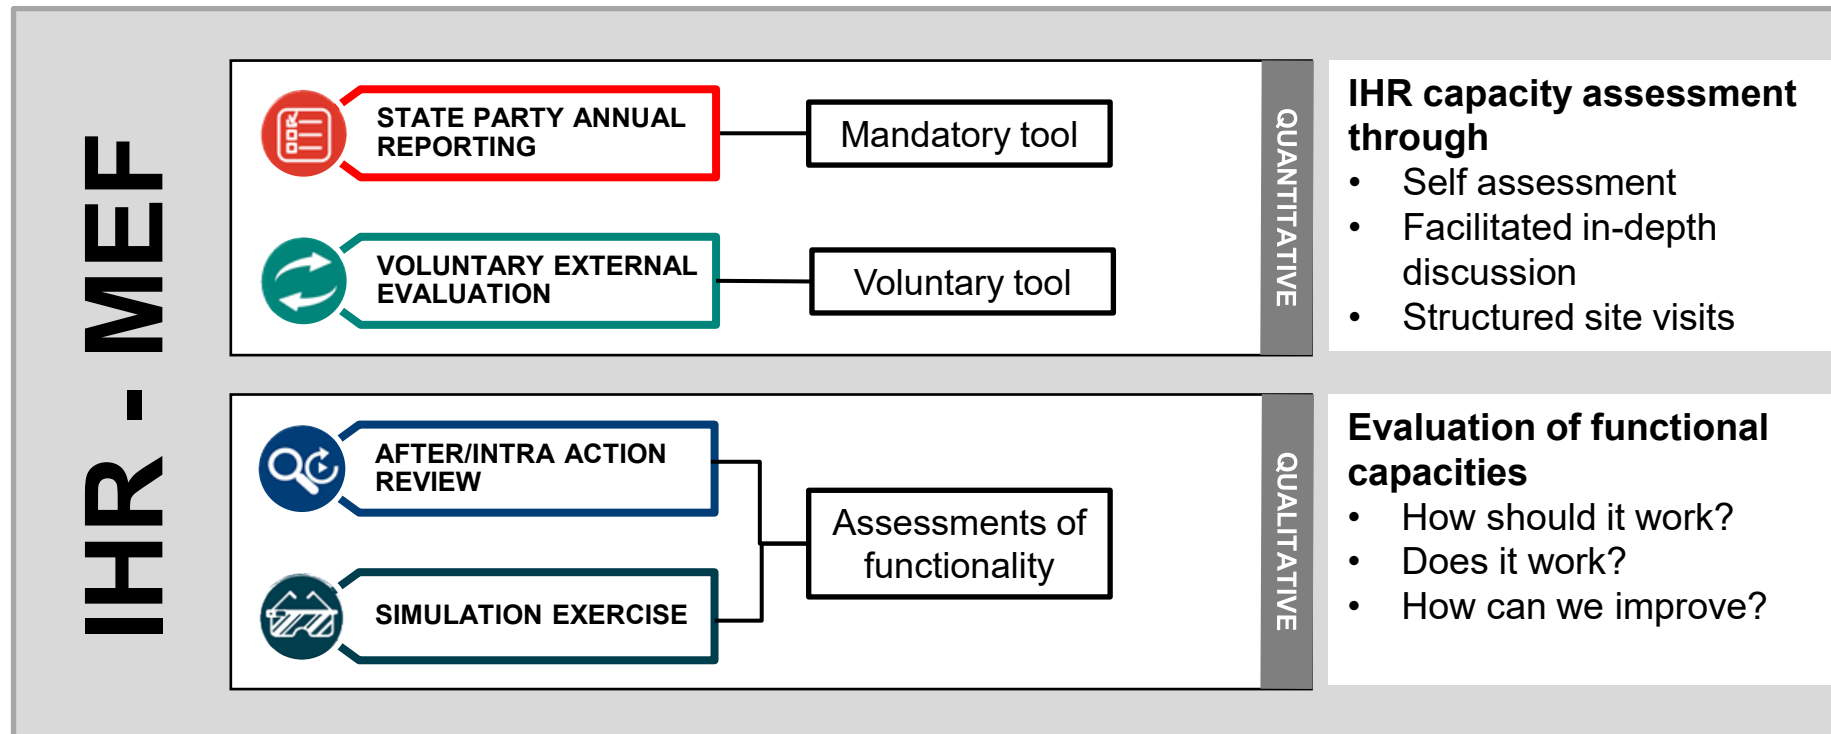 IHR - MEF
STATE PARTY ANNUAL
REPORTING
Mandatory tool
VOLUNTARY EXTERNAL
EVALUATION
Voluntary tool
QUANTITATIVE
IHR capacity assessment
through
• Self assessment
• Facilitated in-depth
discussion
• Structured site visits
AFTER/INTRA ACTION
REVIEW
SIMULATION EXERCISE
Assessments of
functionality
QUALITATIVE
Evaluation of functional
capacities
• How should it work?
• Does it work?
• How can we improve?